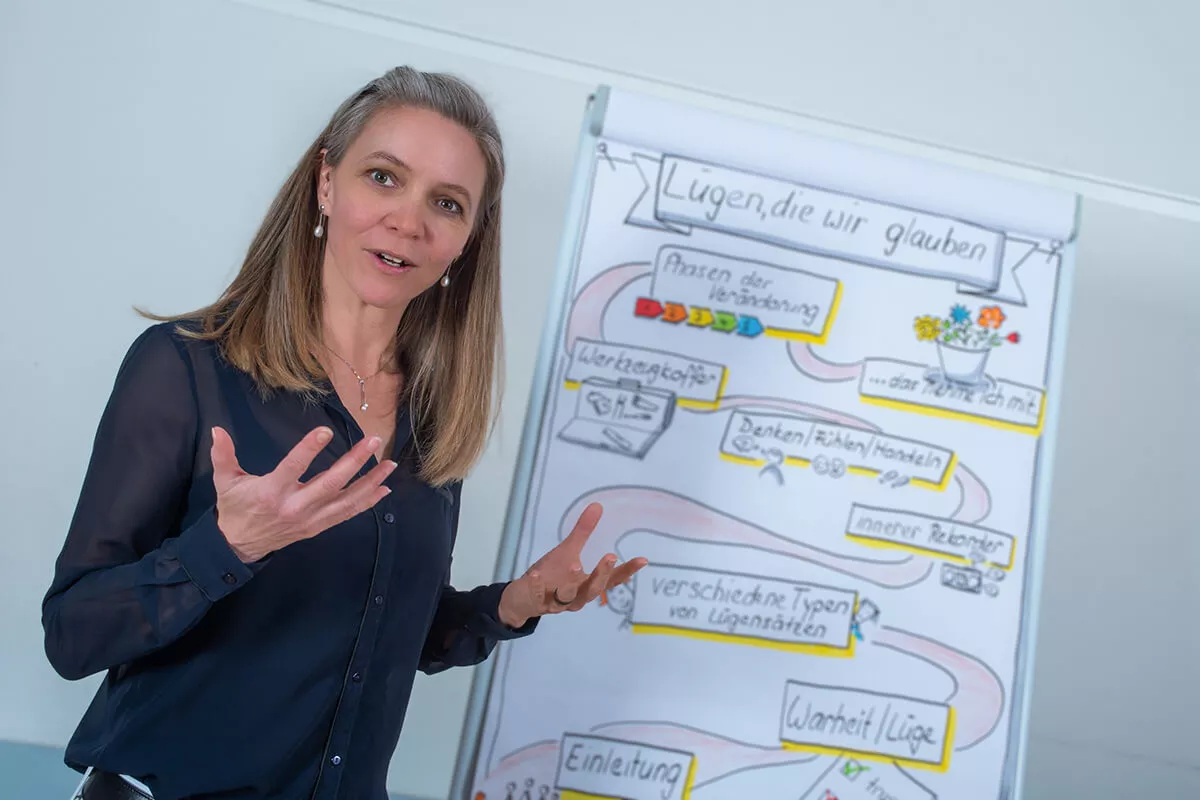 Lügen, die wir glauben
Phasen der
Veränderung
Werkzeugkoffer
...das nehme ich mit
Denken/Fühlen/Handeln
innerer Rekorder
verschiedene Typen
von Lügensätzen
Warheit/Lüge
Einleitung